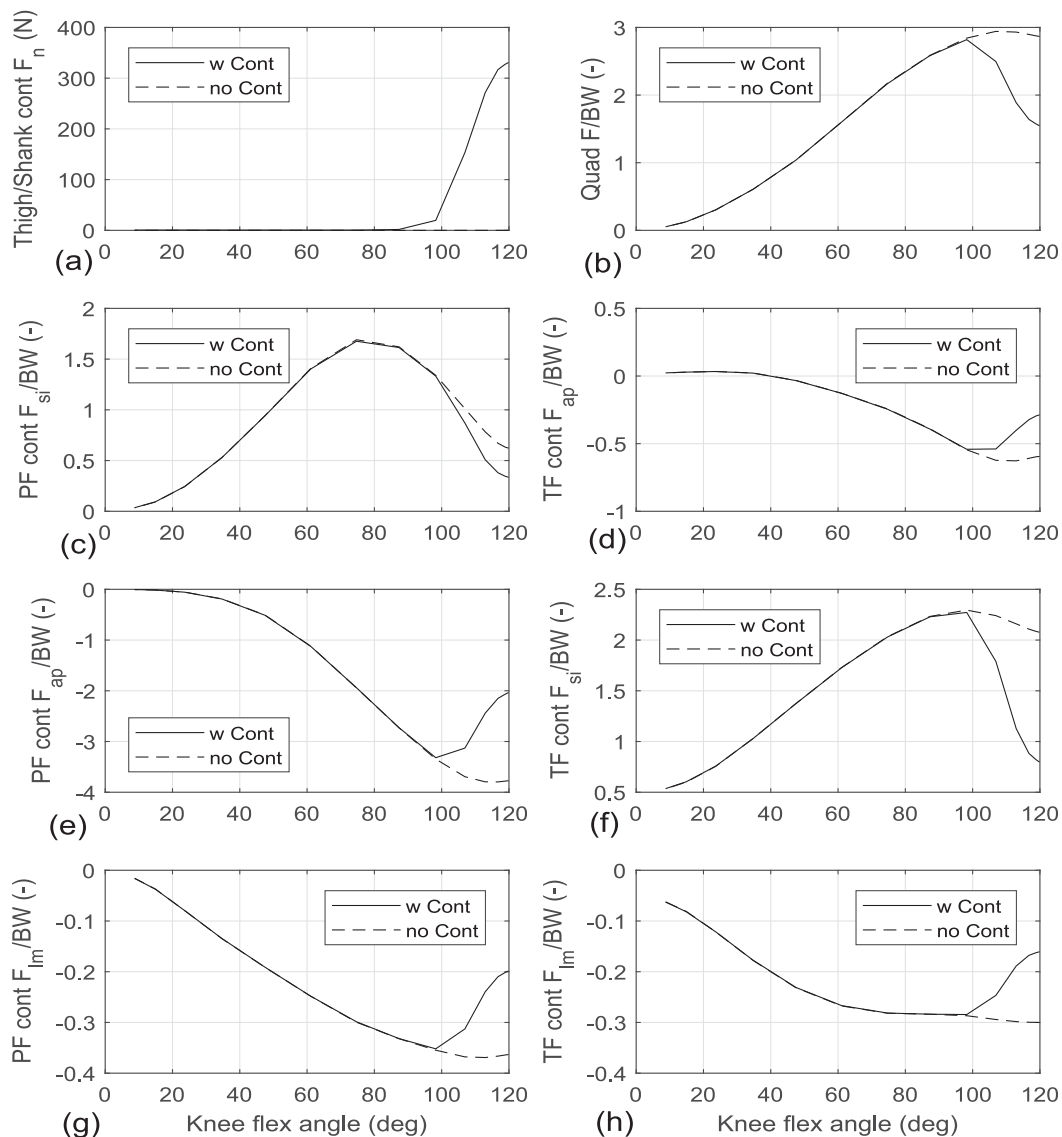 Thigh/Shank cont F_n (N)
400
300
200
100
0
w Cont
no Cont
0 20 40 60 80 100 120
(a)
Quad F/BW (-)
3
2
1
0
w Cont
no Cont
0 20 40 60 80 100 120
(b)
PF cont F_si/BW (-)
2
1.5
1
0.5
0
w Cont
no Cont
0 20 40 60 80 100 120
(c)
TF cont F_ap/BW (-)
0.5
0
-0.5
-1
w Cont
no Cont
0 20 40 60 80 100 120
(d)
PF cont F_ap/BW (-)
0
-1
-2
-3
-4
w Cont
no Cont
0 20 40 60 80 100 120
(e)
TF cont F_si/BW (-)
2.5
2
1.5
1
0.5
w Cont
no Cont
0 20 40 60 80 100 120
(f)
PF cont F_lm/BW (-)
0
-0.1
-0.2
-0.3
-0.4
w Cont
no Cont
0 20 40 60 80 100 120
(g)
Knee flex angle (deg)
TF cont F_lm/BW (-)
0
-0.1
-0.2
-0.3
-0.4
w Cont
no Cont
0 20 40 60 80 100 120
(h)
Knee flex angle (deg)